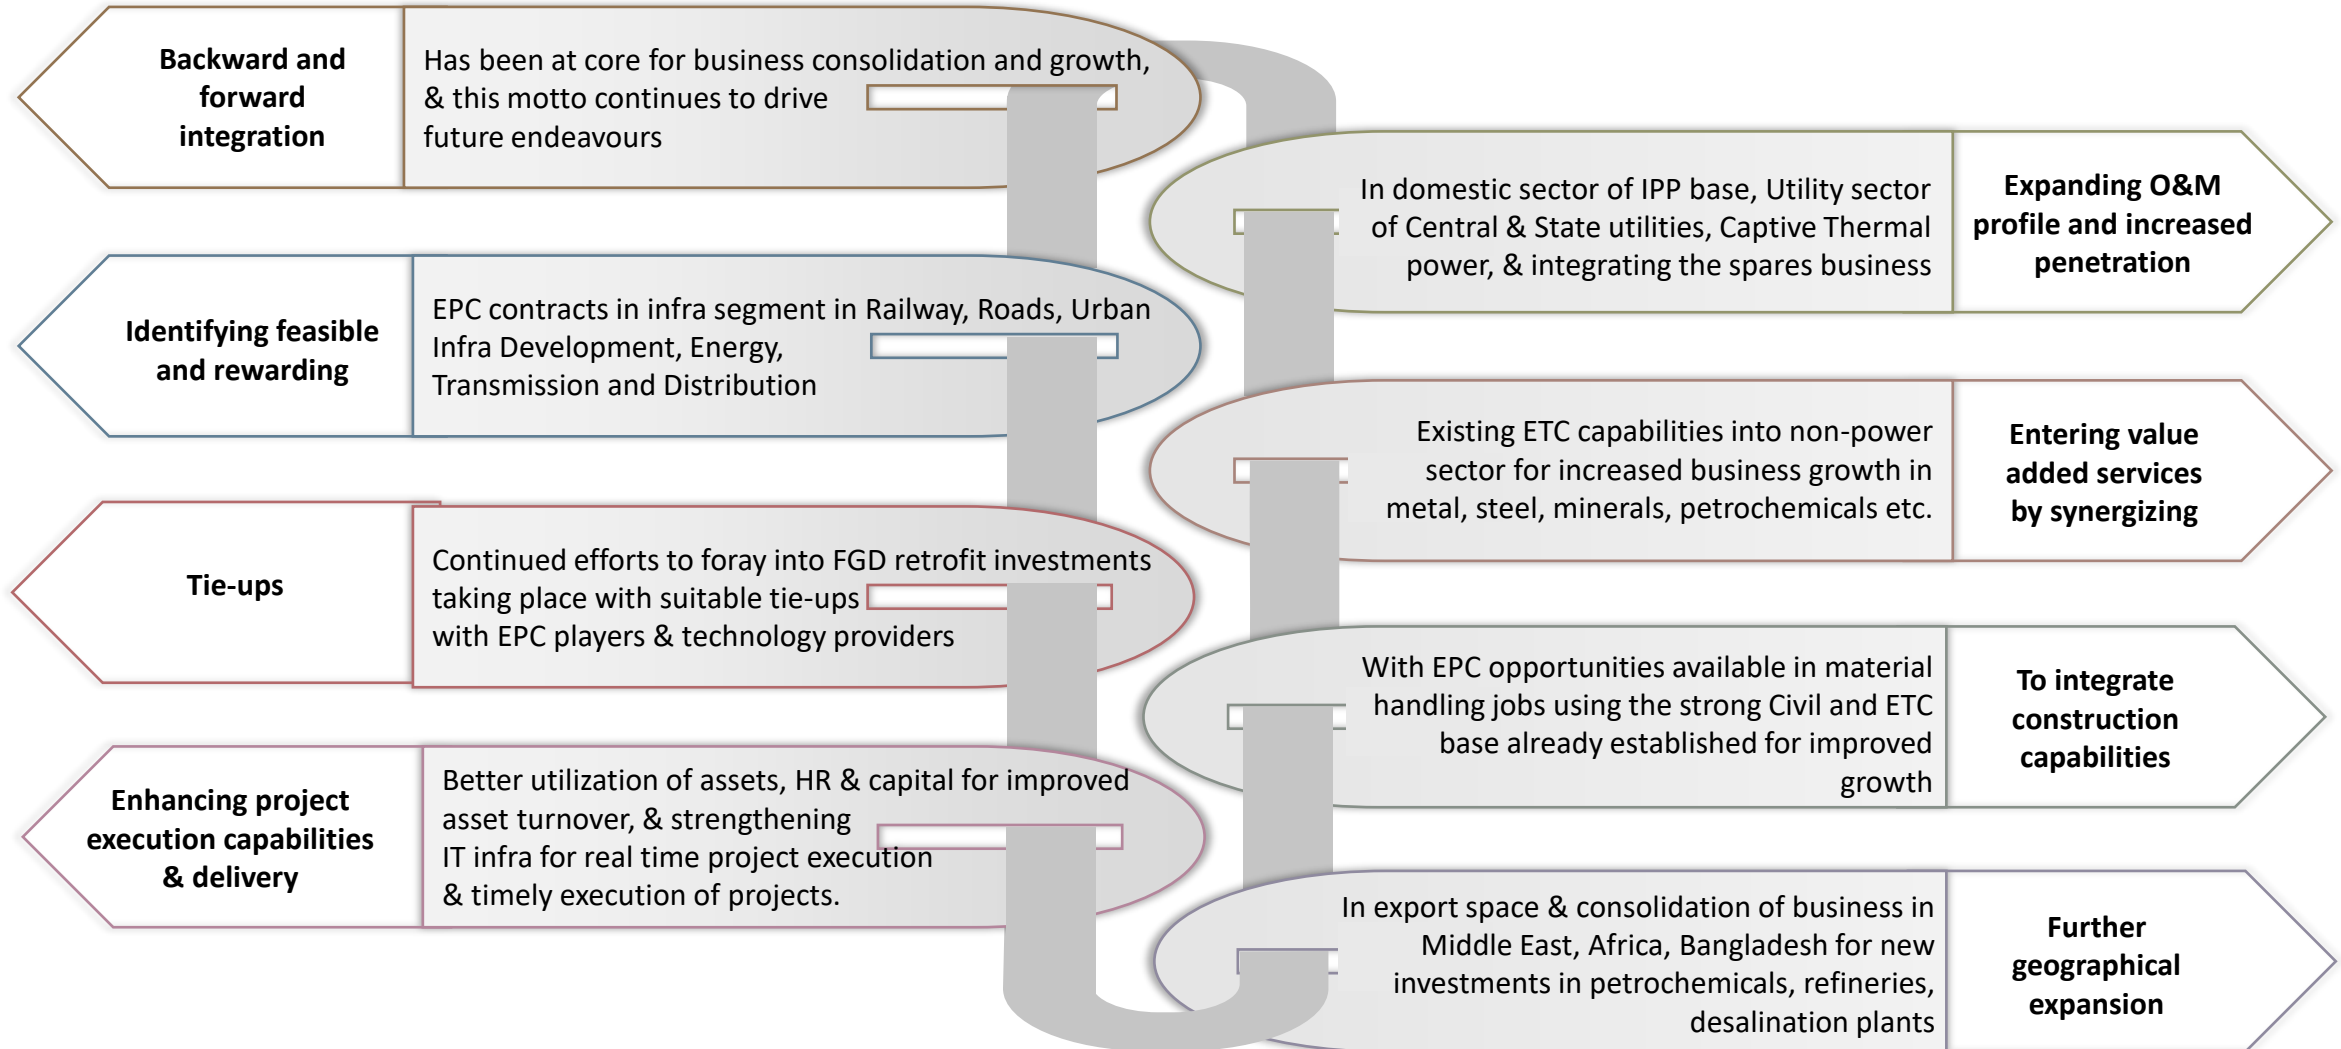 Backward and
forward
integration
Has been at core for business consolidation and growth,
& this motto continues to drive
future endeavours
Identifying feasible
and rewarding
EPC contracts in infra segment in Railway, Roads, Urban
Infra Development, Energy,
Transmission and Distribution
Tie-ups
Continued efforts to foray into FGD retrofit investments
taking place with suitable tie-ups
with EPC players & technology providers
Enhancing project
execution capabilities
& delivery
Better utilization of assets, HR & capital for improved
asset turnover, & strengthening
IT infra for real time project execution
& timely execution of projects.
In domestic sector of IPP base, Utility sector
of Central & State utilities, Captive Thermal
power, & integrating the spares business
Expanding O&M
profile and increased
penetration
Existing ETC capabilities into non-power
sector for increased business growth in
metal, steel, minerals, petrochemicals etc.
Entering value
added services
by synergizing
With EPC opportunities available in material
handling jobs using the strong Civil and ETC
base already established for improved
growth
To integrate
construction
capabilities
In export space & consolidation of business in
Middle East, Africa, Bangladesh for new
investments in petrochemicals, refineries,
desalination plants
Further
geographical
expansion